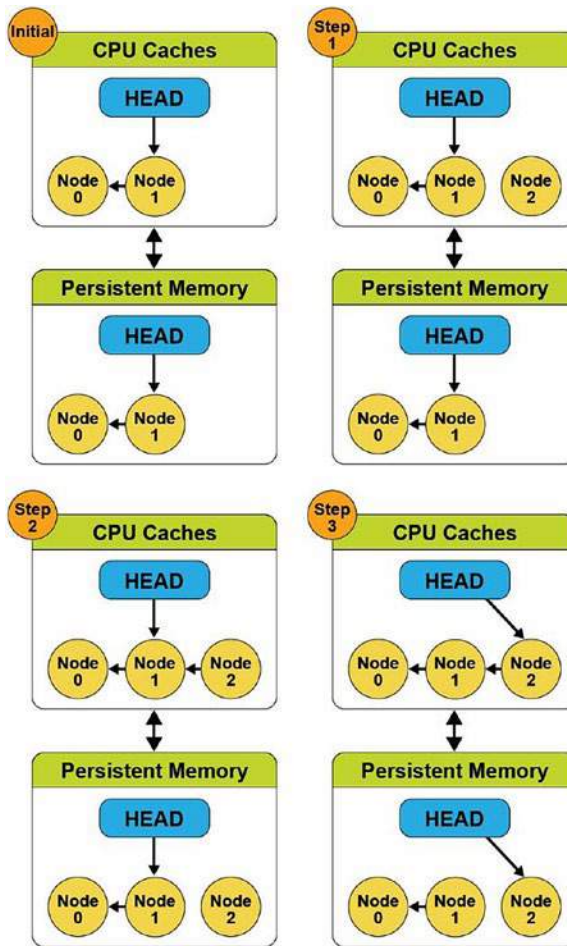 Initial
CPU Caches
HEAD
Node
0
Node
1
Persistent Memory
HEAD
Node
0
Node
1
Step
1
CPU Caches
HEAD
Node
0
Node
1
Node
2
Persistent Memory
HEAD
Node
0
Node
1
Step
2
CPU Caches
HEAD
Node
0
Node
1
Node
2
Persistent Memory
HEAD
Node
0
Node
1
Node
2
Step
3
CPU Caches
HEAD
Node
0
Node
1
Node
2
Persistent Memory
HEAD
Node
0
Node
1
Node
2